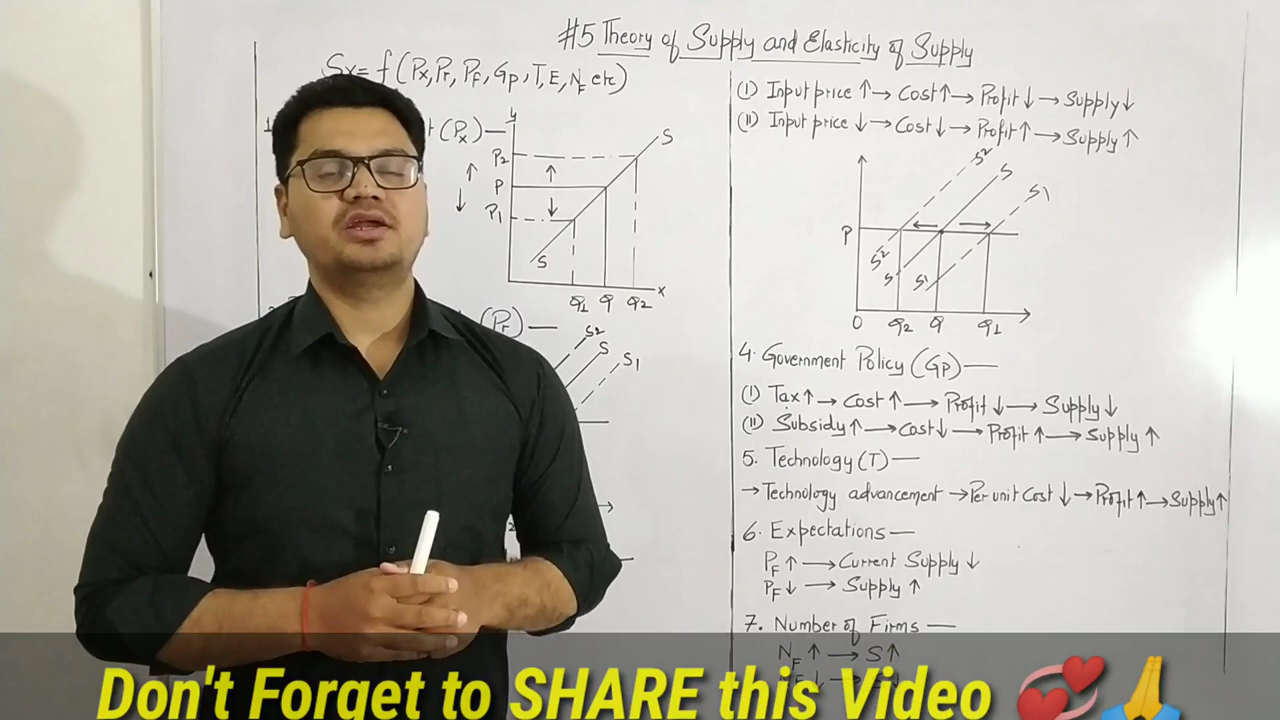 #5 Theory of Supply and Elasticity of Supply
Sx = f (Px, Pr, PF, Gp, T, E, NF etc)
1.
(Px) —
y
P2
P
P1
S
S
Q1 Q Q2 x
(Pr) —
S2
S
S1
(I) Input price ↑ → Cost ↑ → Profit ↓ → Supply ↓
(II) Input price ↓ → Cost ↓ → Profit ↑ → Supply ↑
S2
S
S1
P
S2
S
S1
O Q2 Q Q1
4. Government Policy (Gp) —
(I) Tax ↑ → Cost ↑ → Profit ↓ → Supply ↓
(II) Subsidy ↑ → Cost ↓ → Profit ↑ → Supply ↑
5. Technology (T) —
→ Technology advancement → Per unit Cost ↓ → Profit ↑ → Supply ↑
6. Expectations —
PF ↑ → Current Supply ↓
PF ↓ → Supply ↑
7. Number of Firms —
NF ↑ → S ↑
Don't Forget to SHARE this Video 💞 🙏